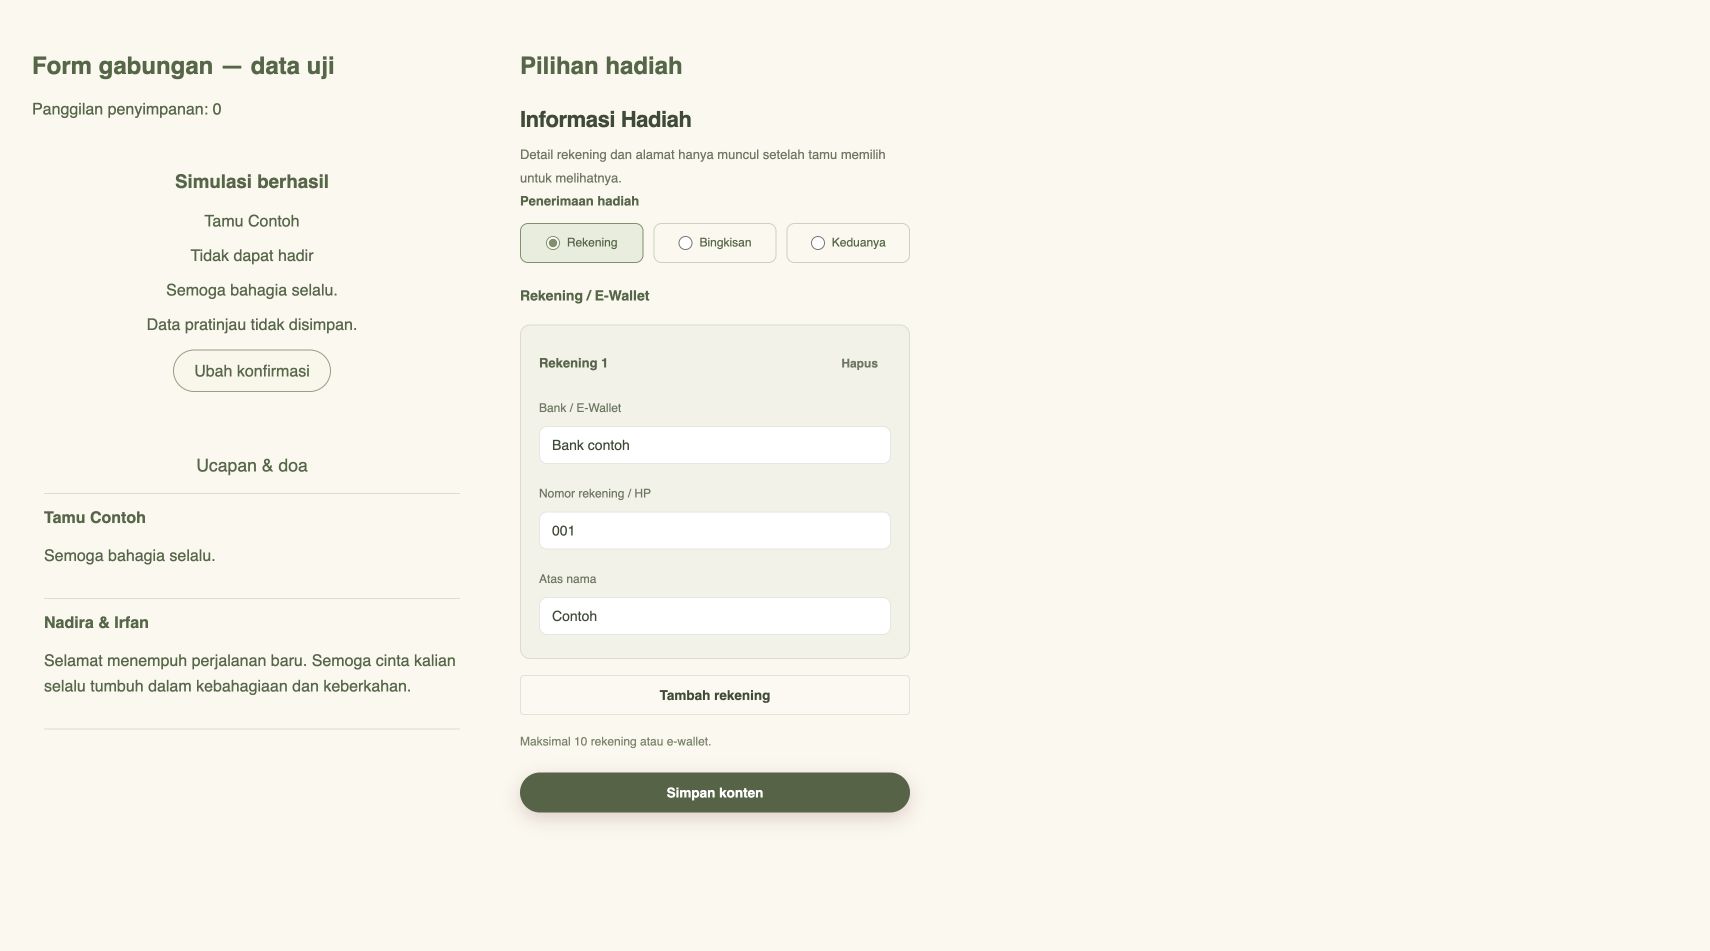 Form gabungan — data uji
Panggilan penyimpanan: 0
Simulasi berhasil
Tamu Contoh
Tidak dapat hadir
Semoga bahagia selalu.
Data pratinjau tidak disimpan.
Ubah konfirmasi
Ucapan & doa
Tamu Contoh
Semoga bahagia selalu.
Nadira & Irfan
Selamat menempuh perjalanan baru. Semoga cinta kalian
selalu tumbuh dalam kebahagiaan dan keberkahan.
Pilihan hadiah
Informasi Hadiah
Detail rekening dan alamat hanya muncul setelah tamu memilih
untuk melihatnya.
Penerimaan hadiah
Rekening
Bingkisan
Keduanya
Rekening / E-Wallet
Rekening 1
Hapus
Bank / E-Wallet
Bank contoh
Nomor rekening / HP
001
Atas nama
Contoh
Tambah rekening
Maksimal 10 rekening atau e-wallet.
Simpan konten